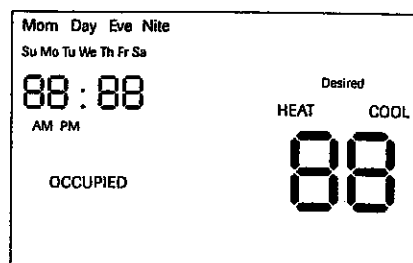 Mom Day Eve Nite
Su Mo Tu We Th Fr Sa
88:88
AM PM
Desired
HEAT COOL
88
OCCUPIED